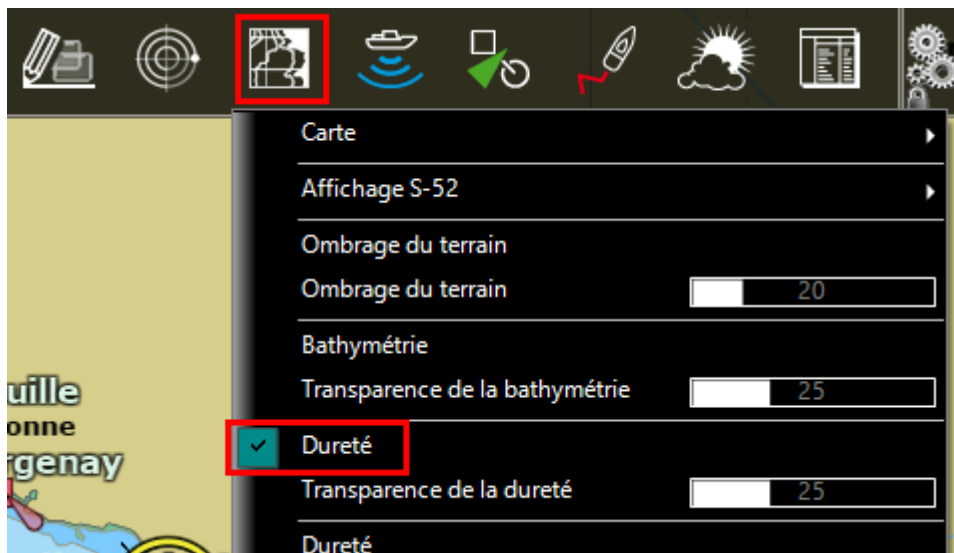 Carte
Affichage S-52
Ombrage du terrain
Ombrage du terrain 20
Bathymétrie
Transparence de la bathymétrie 25
uille
onne
rgenay
Dureté
Transparence de la dureté 25
Dureté